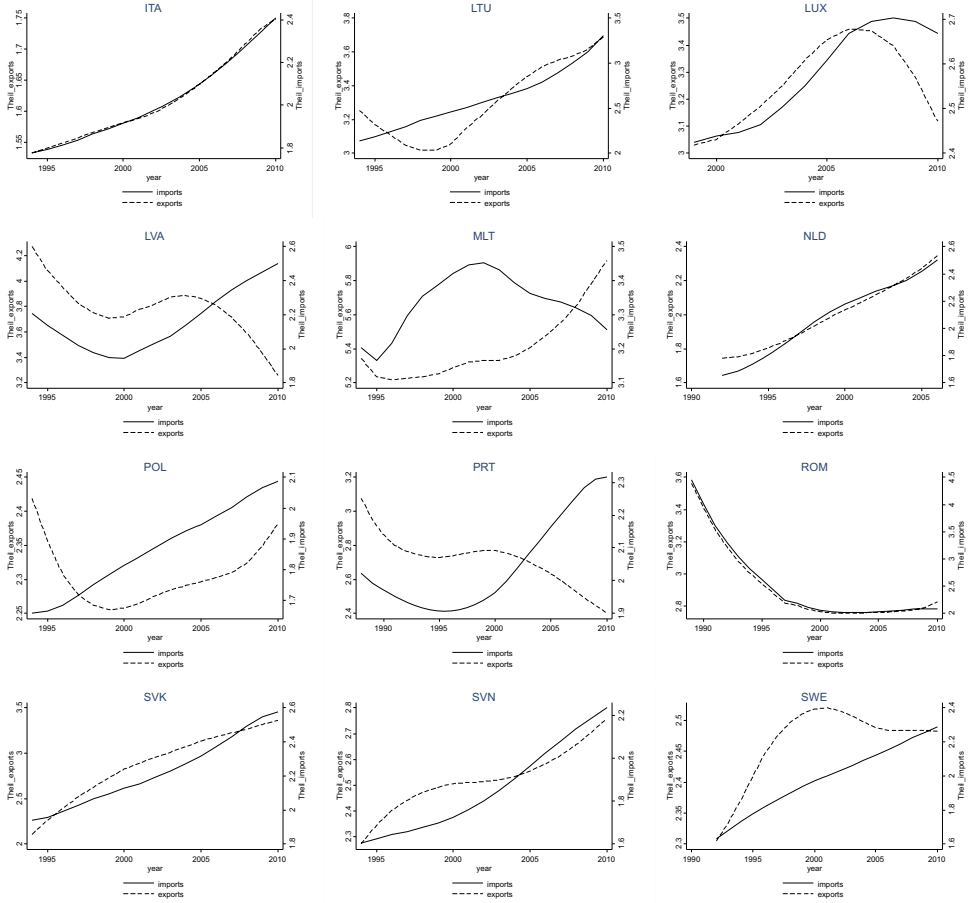 ITA
Theil_exports
1.55 1.6 1.65 1.7 1.75
Theil_imports
1.8 2 2.2 2.4
1995 2000 2005 2010
year
imports
exports
LTU
Theil_exports
3 3.2 3.4 3.6 3.8
Theil_imports
2 2.5 3 3.5
1995 2000 2005 2010
year
imports
exports
LUX
Theil_exports
3 3.1 3.2 3.3 3.4 3.5
Theil_imports
2.4 2.5 2.6 2.7
2000 2005 2010
year
imports
exports
LVA
Theil_exports
3.2 3.4 3.6 3.8 4 4.2
Theil_imports
1.8 2 2.2 2.4 2.6
1995 2000 2005 2010
year
imports
exports
MLT
Theil_exports
5.2 5.4 5.6 5.8 6
Theil_imports
3.1 3.2 3.3 3.4 3.5
1995 2000 2005 2010
year
imports
exports
NLD
Theil_exports
1.6 1.8 2 2.2 2.4
Theil_imports
1.6 1.8 2 2.2 2.4 2.6
1990 1995 2000 2005
year
imports
exports
POL
Theil_exports
2.25 2.3 2.35 2.4 2.45
Theil_imports
1.7 1.8 1.9 2 2.1
1995 2000 2005 2010
year
imports
exports
PRT
Theil_exports
2.4 2.6 2.8 3 3.2
Theil_imports
1.9 2 2.1 2.2 2.3
1990 1995 2000 2005 2010
year
imports
exports
ROM
Theil_exports
2.8 3 3.2 3.4 3.6
Theil_imports
2 2.5 3 3.5 4 4.5
1990 1995 2000 2005 2010
year
imports
exports
SVK
Theil_exports
2 2.5 3 3.5
Theil_imports
1.8 2 2.2 2.4 2.6
1995 2000 2005 2010
year
imports
exports
SVN
Theil_exports
2.3 2.4 2.5 2.6 2.7 2.8
Theil_imports
1.6 1.8 2 2.2
1995 2000 2005 2010
year
imports
exports
SWE
Theil_exports
2.3 2.35 2.4 2.45 2.5
Theil_imports
1.6 1.8 2 2.2 2.4
1990 1995 2000 2005 2010
year
imports
exports